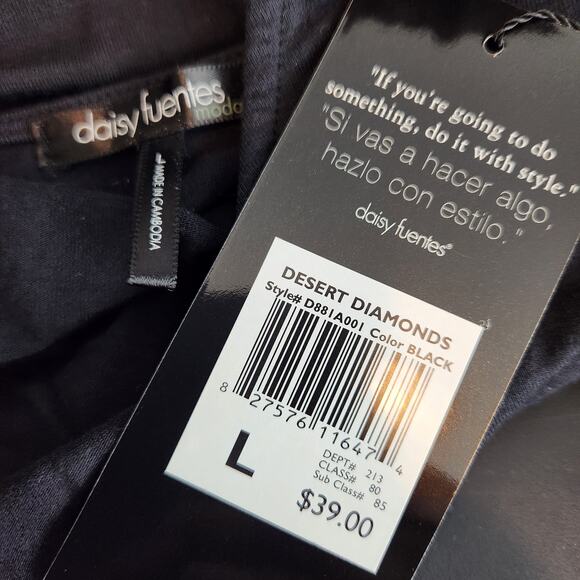 daisy fuentes
moda
L
MADE IN CAMBODIA
"If you're going to do
something, do it with style."
"Si vas a hacer algo,
hazlo con estilo."
daisy fuentes®
DESERT DIAMONDS
Style# D881A001 Color BLACK
8 27576 11647 4
L
DEPT# 213
CLASS# 80
Sub Class# 85
$39.00